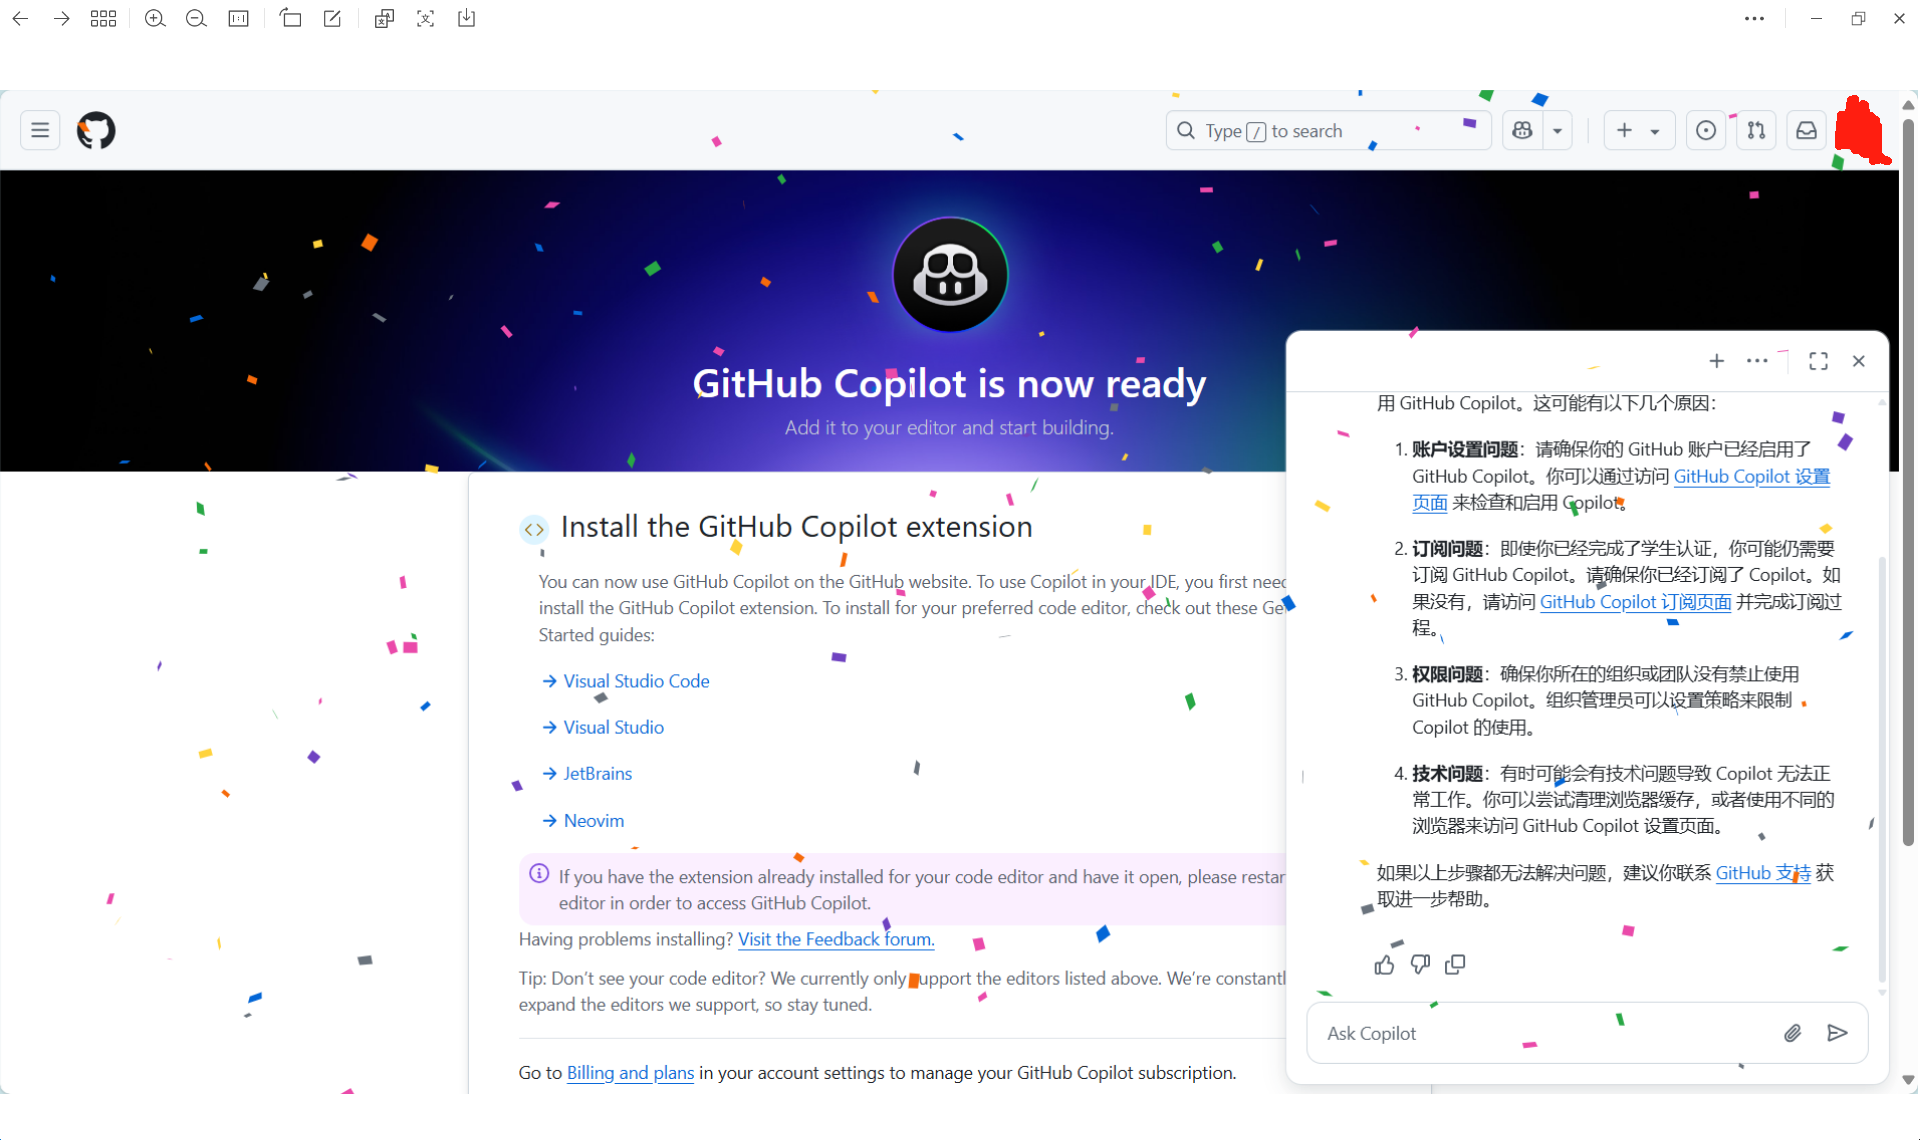 Type / to search
GitHub Copilot is now ready
Add it to your editor and start building.
Install the GitHub Copilot extension
You can now use GitHub Copilot on the GitHub website. To use Copilot in your IDE, you first
install the GitHub Copilot extension. To install for your preferred code editor, check out these
Started guides:
Visual Studio Code
Visual Studio
JetBrains
Neovim
If you have the extension already installed for your code editor and have it open, please
editor in order to access GitHub Copilot.
Having problems installing? Visit the Feedback forum.
Tip: Don't see your code editor? We currently only support the editors listed above. We're
expand the editors we support, so stay tuned.
Go to Billing and plans in your account settings to manage your GitHub Copilot subscription.
用 GitHub Copilot。这可能有以下几个原因：
1. 账户设置问题：请确保你的 GitHub 账户已经启用了
GitHub Copilot。你可以通过访问 GitHub Copilot 设置
页面 来检查和启用 Copilot。
2. 订阅问题：即使你已经完成了学生认证，你可能仍需要
订阅 GitHub Copilot。请确保你已经订阅了 Copilot。如
果没有，请访问 GitHub Copilot 订阅页面 并完成订阅过
程。
3. 权限问题：确保你所在的组织或团队没有禁止使用
GitHub Copilot。组织管理员可以设置策略来限制
Copilot 的使用。
4. 技术问题：有时可能会有技术问题导致 Copilot 无法正
常工作。你可以尝试清理浏览器缓存，或者使用不同的
浏览器来访问 GitHub Copilot 设置页面。
如果以上步骤都无法解决问题，建议你联系 GitHub 支持 获
取进一步帮助。
Ask Copilot